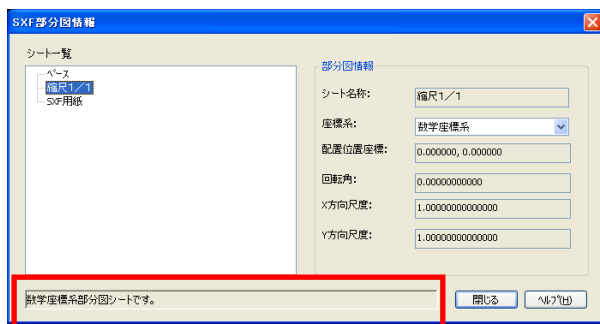 SXF部分図情報
シート一覧
ベース
縮尺1／1
SXF用紙
部分図情報
シート名称:
縮尺1／1
座標系:
数学座標系
配置位置座標:
0.000000, 0.000000
回転角:
0.00000000000
X方向尺度:
1.00000000000000
Y方向尺度:
1.00000000000000
数学座標系部分図シートです。
閉じる
ﾍﾙﾌﾟ(H)